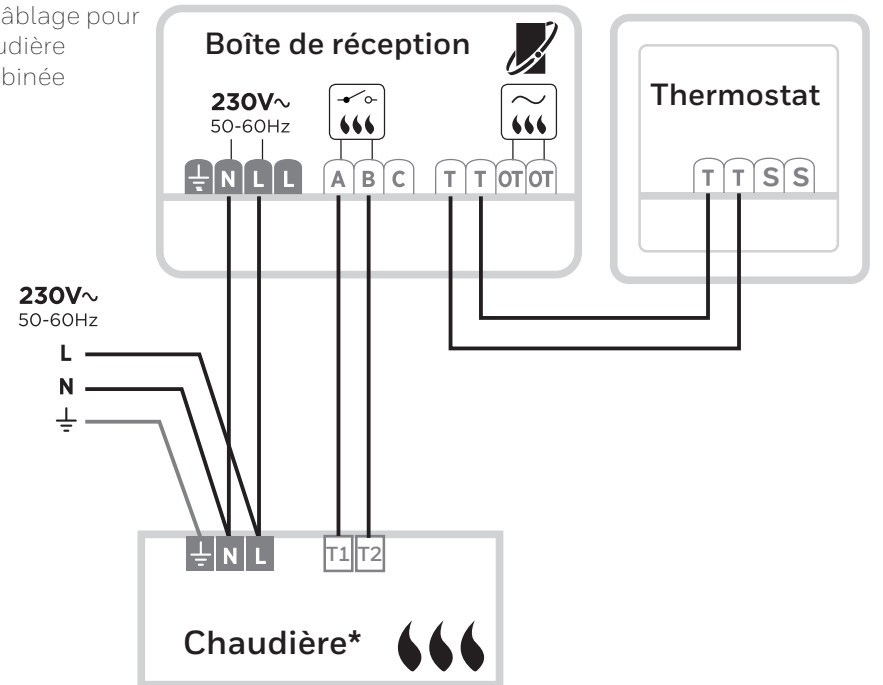 âblage pour
udière
binée
Boîte de réception
230V~
50-60Hz
N L L A B C T T OT OT
Thermostat
T T S S
230V~
50-60Hz
L
N
N L T1 T2
Chaudière*